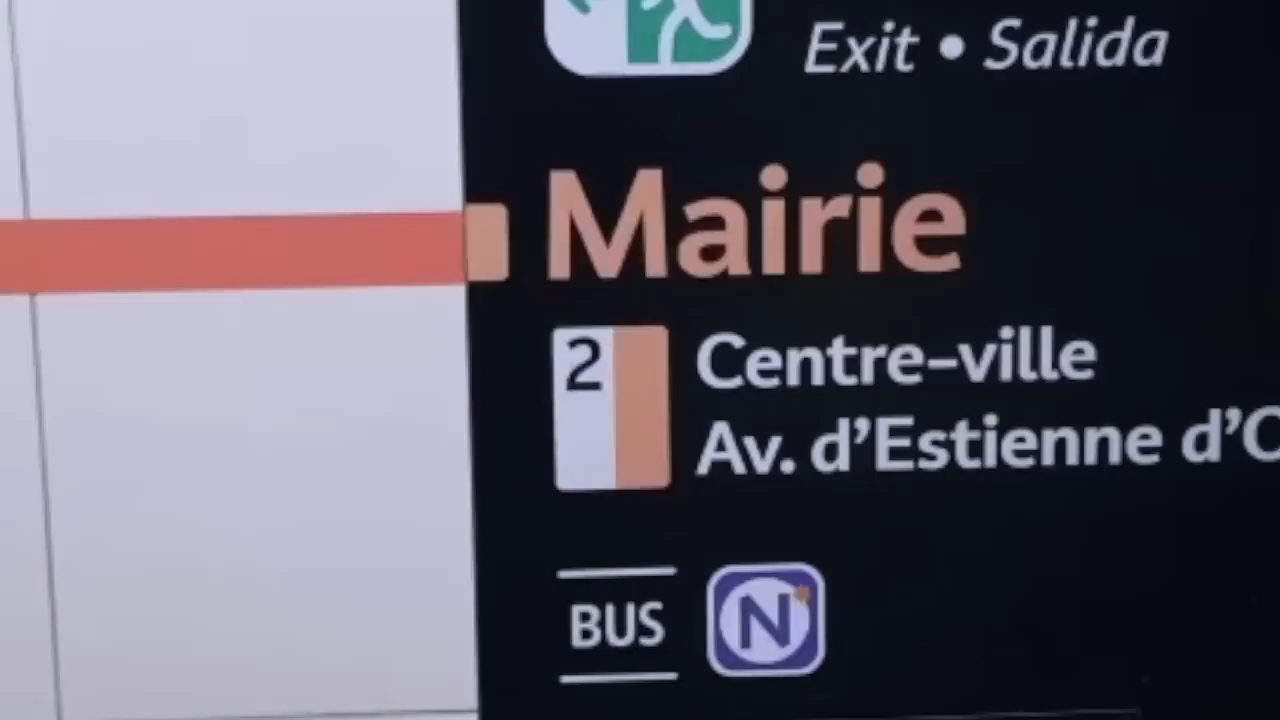 Exit • Salida
Mairie
2
Centre-ville
Av. d’Estienne d’O
BUS
N